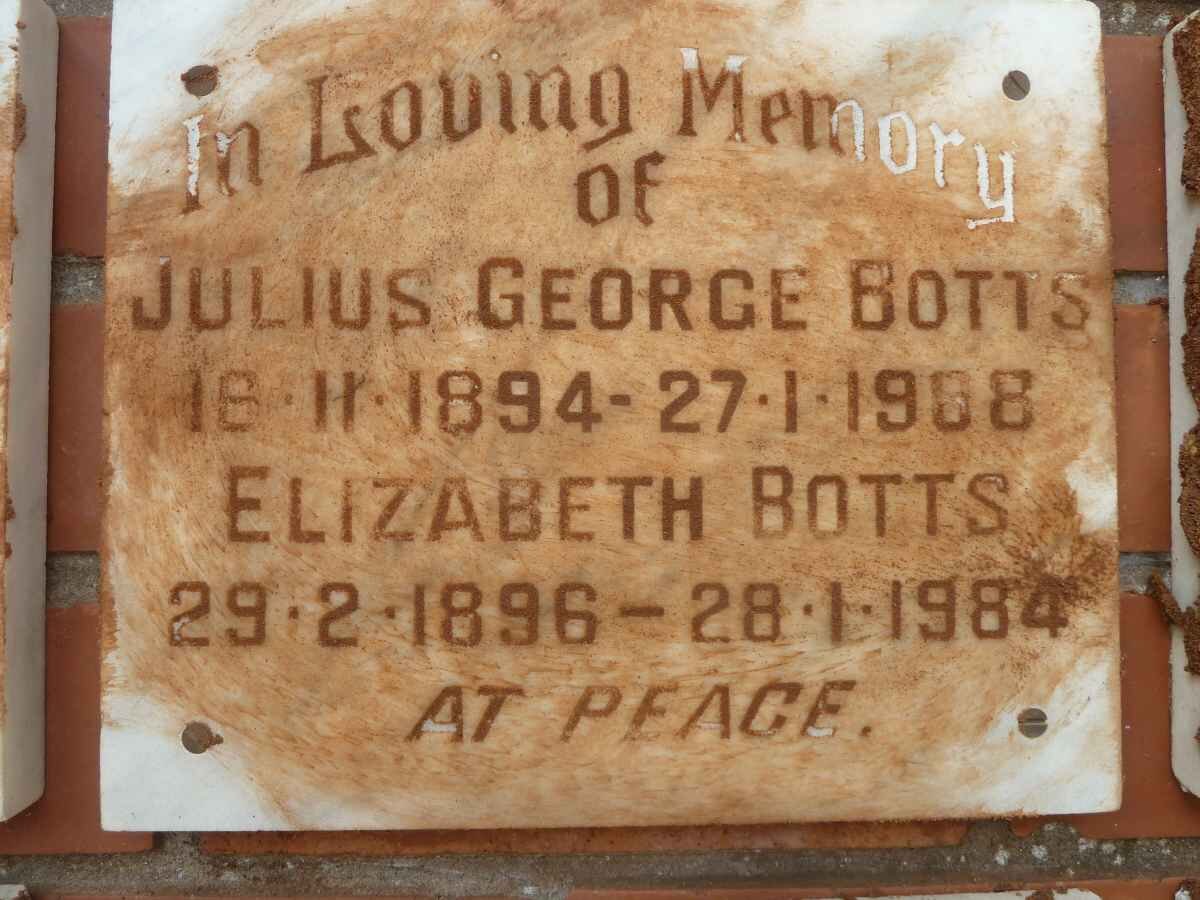 In Loving Memory
of
JULIUS GEORGE BOTTS
16·11·1894 - 27·1·1968
ELIZABETH BOTTS
29·2·1896 – 28·1·1984
AT PEACE.